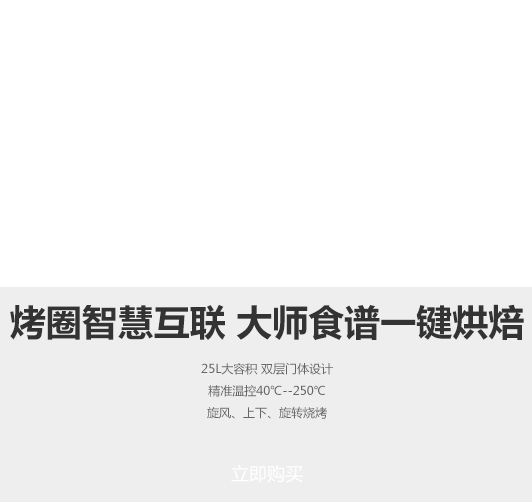 烤圈智慧互联 大师食谱一键烘焙
25L大容积 双层门体设计
精准温控40℃--250℃
旋风、上下、旋转烧烤
立即购买